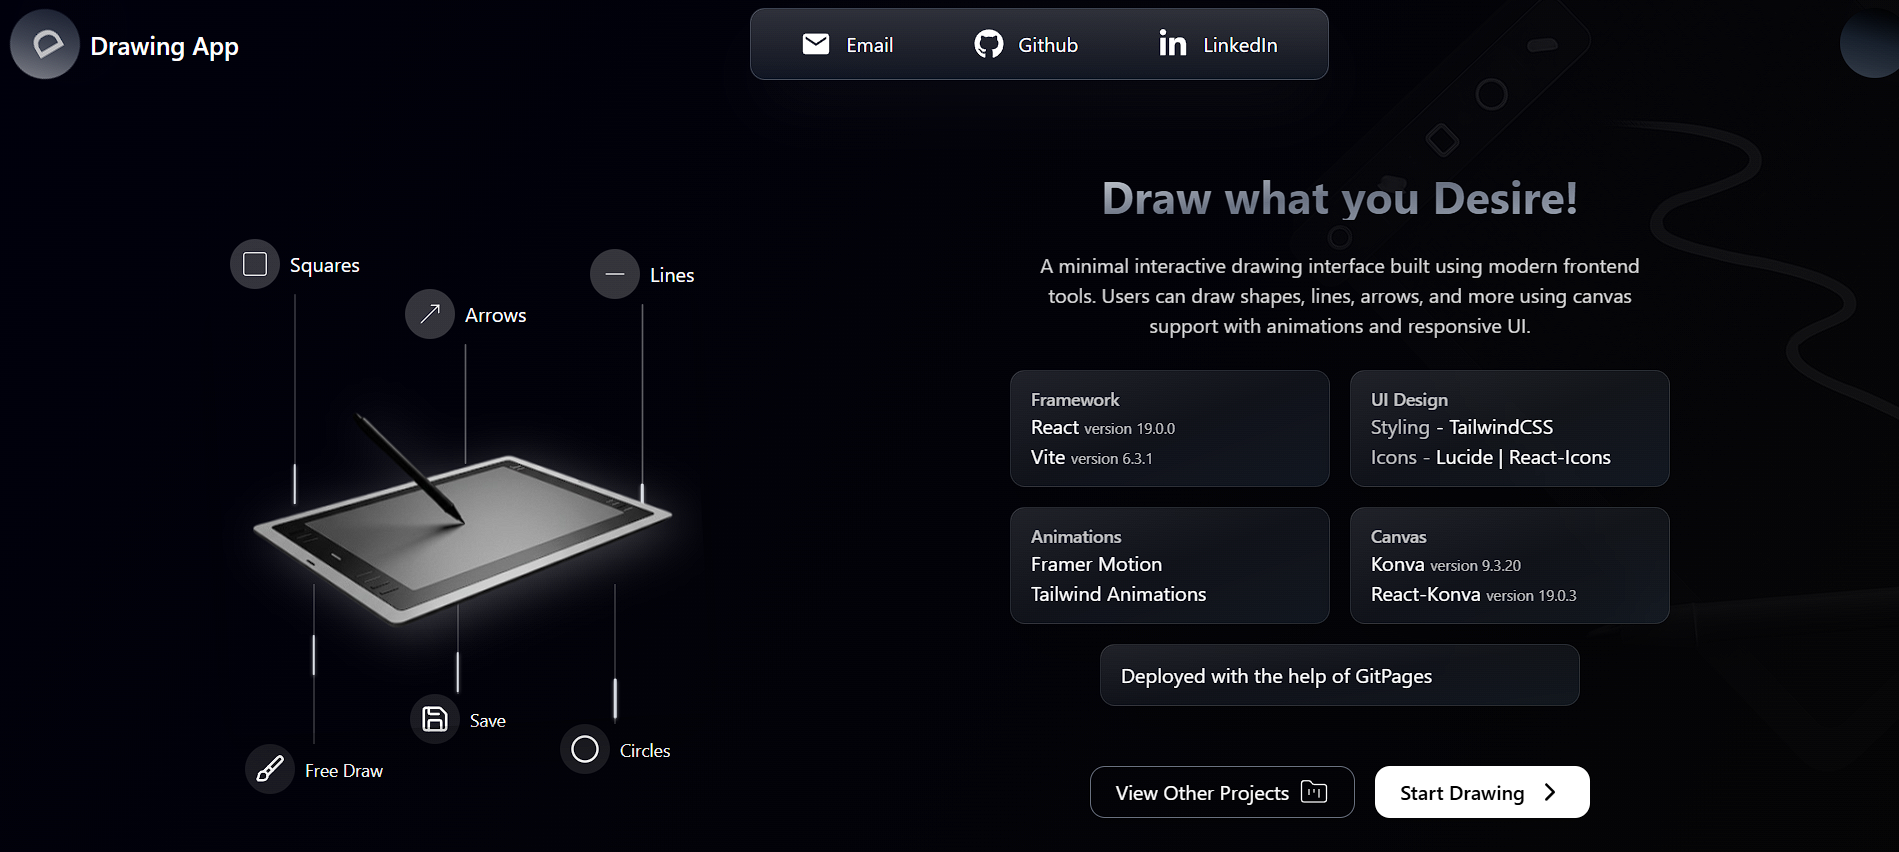 Drawing App
Email
Github
LinkedIn
Squares
Arrows
Lines
Free Draw
Save
Circles
Draw what you Desire!
A minimal interactive drawing interface built using modern frontend
tools. Users can draw shapes, lines, arrows, and more using canvas
support with animations and responsive UI.
Framework
React version 19.0.0
Vite version 6.3.1
UI Design
Styling - TailwindCSS
Icons - Lucide | React-Icons
Animations
Framer Motion
Tailwind Animations
Canvas
Konva version 9.3.20
React-Konva version 19.0.3
Deployed with the help of GitPages
View Other Projects
Start Drawing